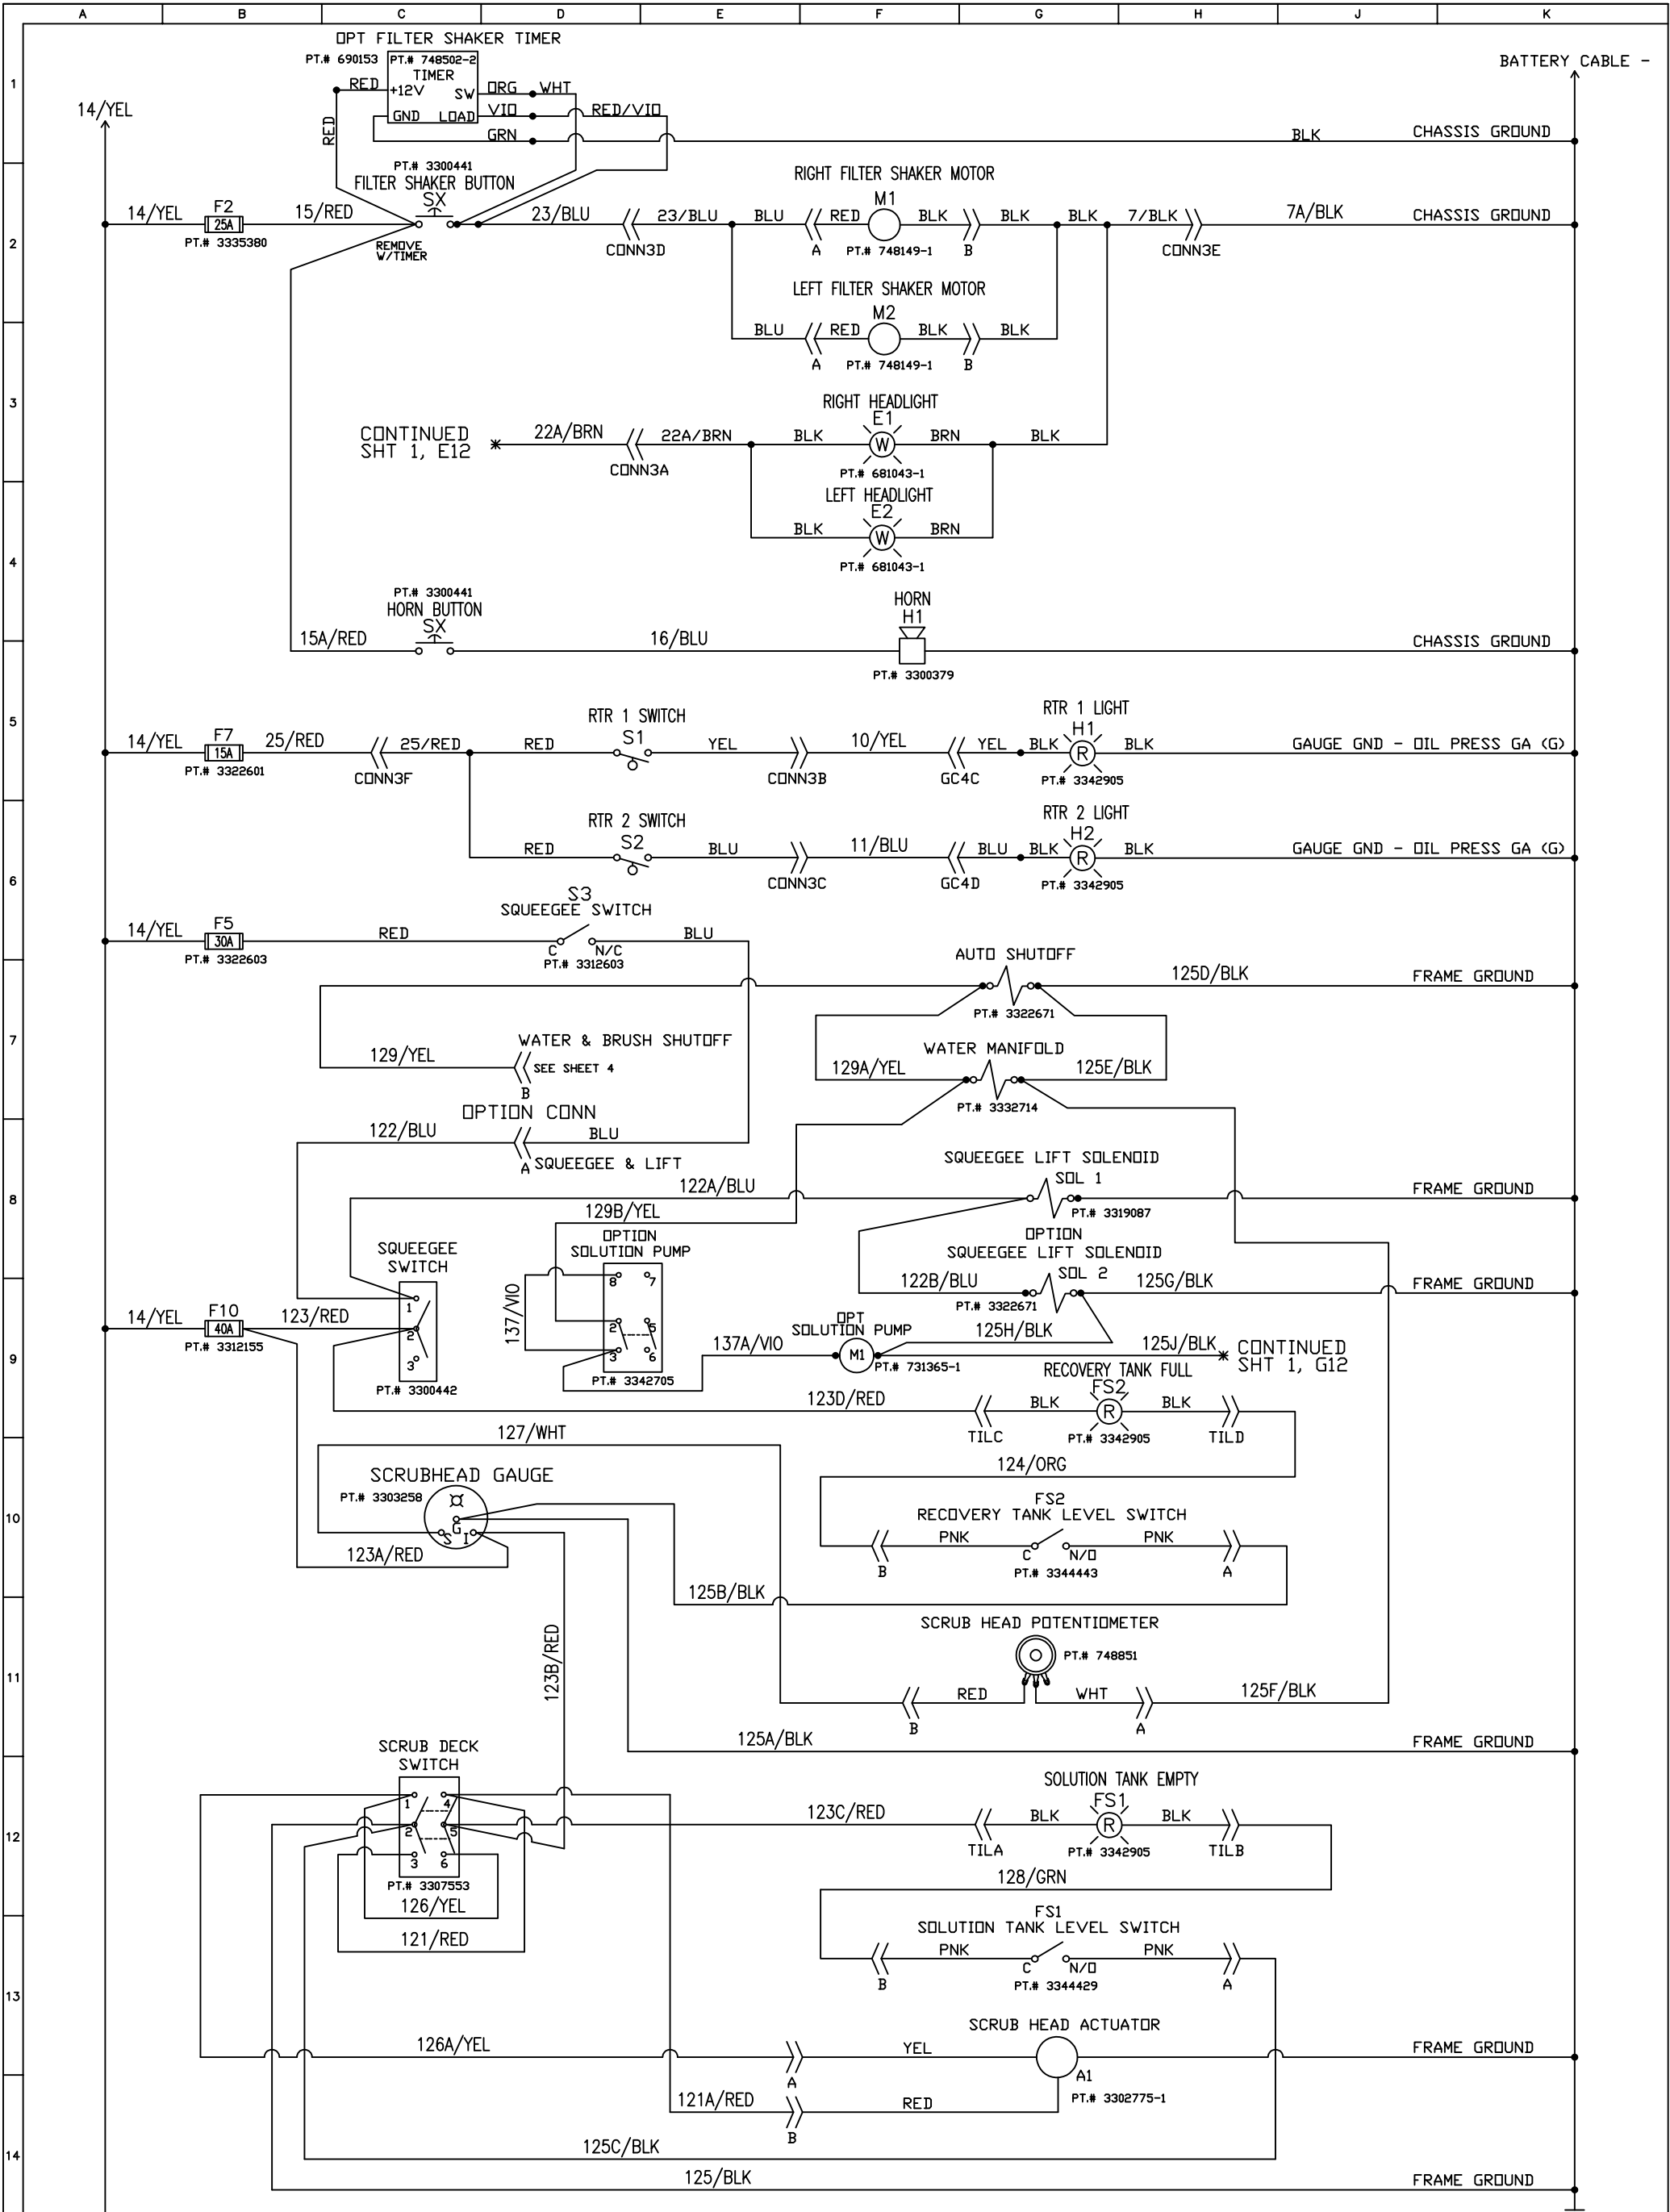 A B C D E F G H J K
OPT FILTER SHAKER TIMER
PT.# 690153
PT.# 748502-2
TIMER
BATTERY CABLE -
1
RED
+12V
SW
ORG
WHT
14/YEL
GND
LOAD
VIO
RED/VIO
RED
GRN
BLK
CHASSIS GROUND
PT.# 3300441
FILTER SHAKER BUTTON
SX
RIGHT FILTER SHAKER MOTOR
M1
14/YEL
F2
25A
PT.# 3335380
15/RED
23/BLU
23/BLU
BLU
RED
BLK
BLK
BLK
7/BLK
7A/BLK
CHASSIS GROUND
2
REMOVE
W/TIMER
CONN3D
A
PT.# 748149-1
B
CONN3E
LEFT FILTER SHAKER MOTOR
M2
BLU
RED
BLK
BLK
A
PT.# 748149-1
B
3
RIGHT HEADLIGHT
E1
CONTINUED
SHT 1, E12
*
22A/BRN
22A/BRN
BLK
W
BRN
BLK
CONN3A
PT.# 681043-1
LEFT HEADLIGHT
E2
BLK
W
BRN
PT.# 681043-1
4
PT.# 3300441
HORN BUTTON
SX
HORN
H1
15A/RED
16/BLU
CHASSIS GROUND
PT.# 3300379
5
RTR 1 SWITCH
S1
RTR 1 LIGHT
H1
14/YEL
F7
15A
PT.# 3322601
25/RED
25/RED
RED
YEL
10/YEL
YEL
BLK
R
BLK
GAUGE GND - OIL PRESS GA (G)
CONN3F
CONN3B
GC4C
PT.# 3342905
RTR 2 SWITCH
S2
RTR 2 LIGHT
H2
RED
BLU
11/BLU
BLU
BLK
R
BLK
GAUGE GND - OIL PRESS GA (G)
6
CONN3C
GC4D
PT.# 3342905
S3
SQUEEGEE SWITCH
14/YEL
F5
30A
PT.# 3322603
RED
C
N/C
BLU
PT.# 3312603
AUTO SHUTOFF
125D/BLK
FRAME GROUND
PT.# 3322671
7
WATER & BRUSH SHUTOFF
129/YEL
SEE SHEET 4
B
WATER MANIFOLD
129A/YEL
125E/BLK
PT.# 3332714
OPTION CONN
122/BLU
BLU
A
SQUEEGEE & LIFT
SQUEEGEE LIFT SOLENOID
SOL 1
8
122A/BLU
FRAME GROUND
PT.# 3319087
129B/YEL
OPTION
SOLUTION PUMP
OPTION
SQUEEGEE LIFT SOLENOID
SQUEEGEE
SWITCH
8
7
SOL 2
122B/BLU
125G/BLK
FRAME GROUND
PT.# 3322671
14/YEL
F10
40A
PT.# 3312155
123/RED
1
2
3
PT.# 3300442
137/VIO
2
5
3
6
PT.# 3342705
OPT
SOLUTION PUMP
125H/BLK
137A/VIO
M1
PT.# 731365-1
125J/BLK
*
CONTINUED
SHT 1, G12
9
RECOVERY TANK FULL
FS2
123D/RED
BLK
R
BLK
TILC
PT.# 3342905
TILD
127/WHT
124/ORG
SCRUBHEAD GAUGE
PT.# 3303258
G
S
I
10
FS2
RECOVERY TANK LEVEL SWITCH
PNK
PNK
123A/RED
B
C
N/O
PT.# 3344443
A
125B/BLK
SCRUB HEAD POTENTIOMETER
PT.# 748851
11
123B/RED
RED
WHT
125F/BLK
B
A
125A/BLK
FRAME GROUND
SCRUB DECK
SWITCH
SOLUTION TANK EMPTY
FS1
1
4
2
5
3
6
123C/RED
BLK
R
BLK
12
TILA
PT.# 3342905
TILB
PT.# 3307553
128/GRN
126/YEL
121/RED
FS1
SOLUTION TANK LEVEL SWITCH
PNK
PNK
B
C
N/O
PT.# 3344429
A
13
SCRUB HEAD ACTUATOR
126A/YEL
YEL
FRAME GROUND
A
A1
PT.# 3302775-1
121A/RED
RED
B
14
125C/BLK
125/BLK
FRAME GROUND